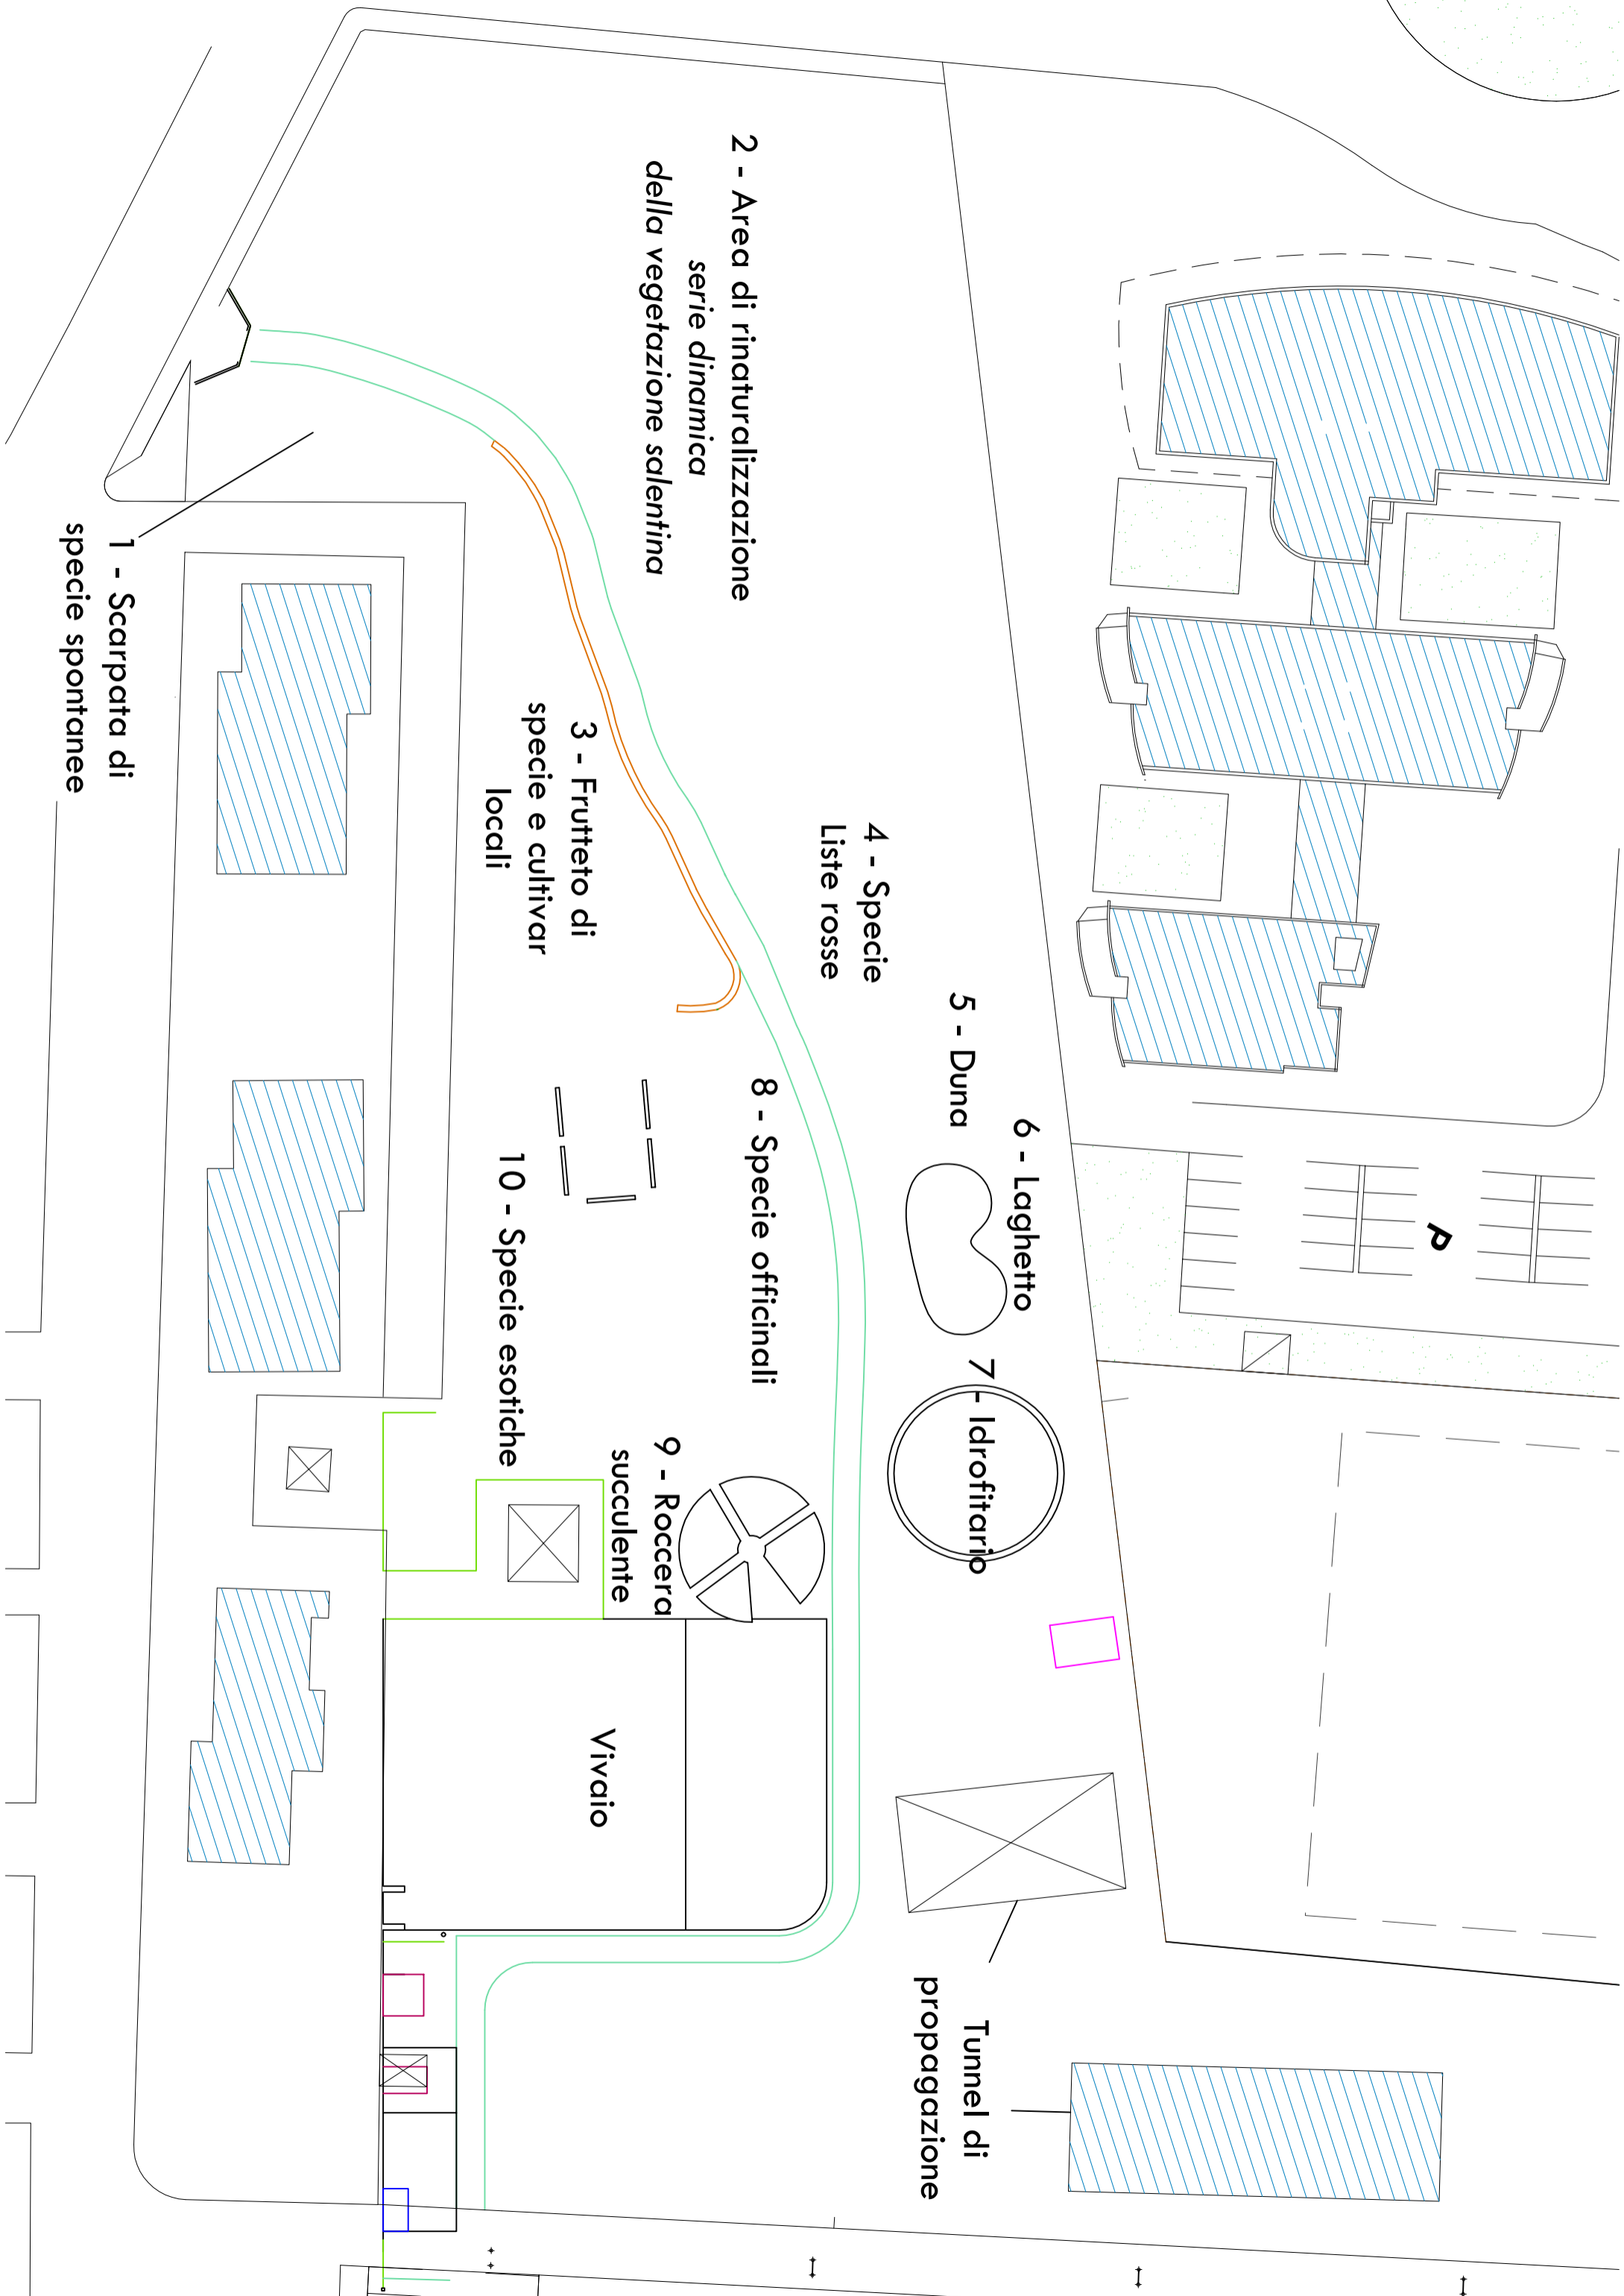 1 - Scarpata di
specie spontanee
2 - Area di rinaturalizzazione
serie dinamica
della vegetazione salentina
3 - Frutteto di
specie e cultivar
locali
4 - Specie
Liste rosse
5 - Duna
6 - Laghetto
7 - Idrofitario
8 - Specie officinali
9 - Roccera
succulente
10 - Specie esotiche
Vivaio
Tunnel di
propagazione
P